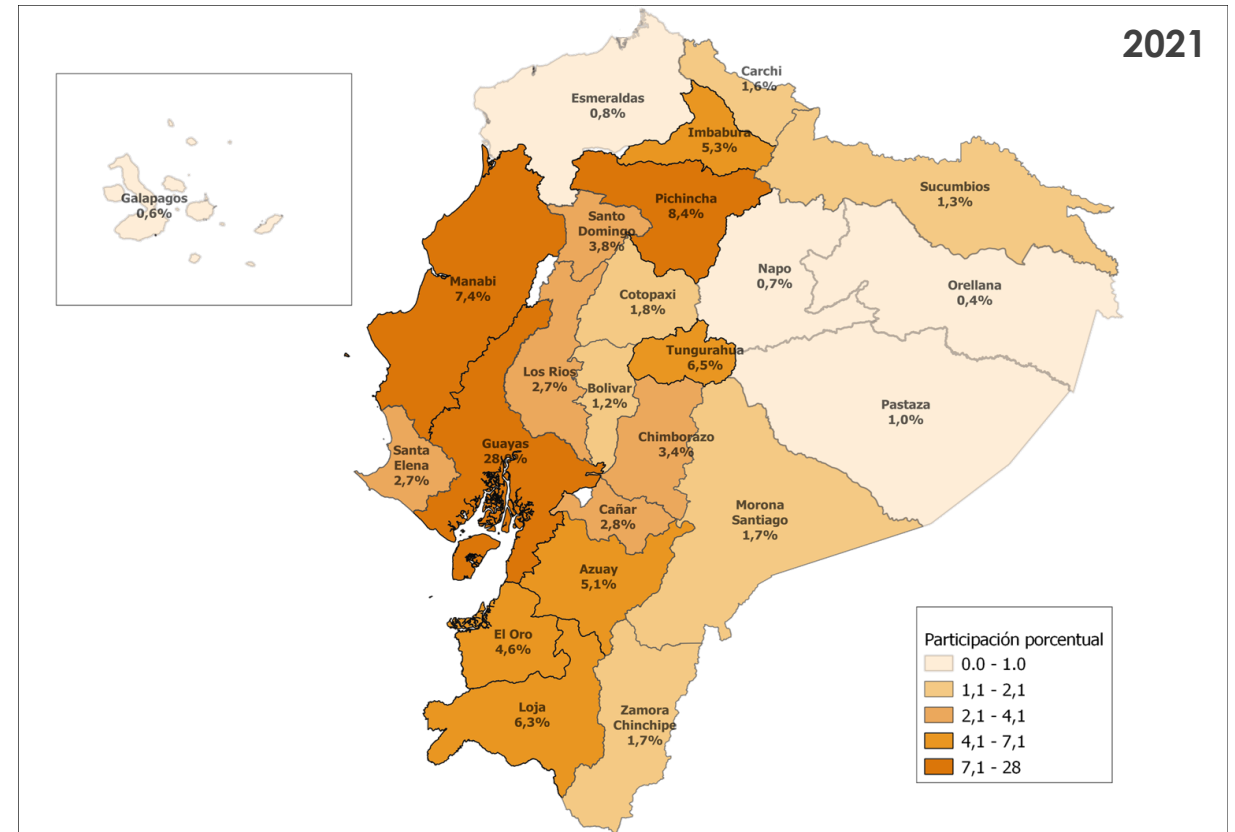 2021
Carchi
1,6%
Esmeraldas
0,8%
Imbabura
5,3%
Sucumbios
1,3%
Galapagos
0,6%
Pichincha
8,4%
Santo
Domingo
3,8%
Napo
0,7%
Manabi
7,4%
Cotopaxi
1,8%
Orellana
0,4%
Tungurahua
6,5%
Los Rios
2,7%
Bolivar
1,2%
Pastaza
1,0%
Chimborazo
3,4%
Guayas
Santa
Elena
2,7%
Morona
Santiago
1,7%
Cañar
2,8%
Azuay
5,1%
El Oro
4,6%
Loja
6,3%
Zamora
Chinchipe
1,7%
Participación porcentual
0.0 - 1.0
1,1 - 2,1
2,1 - 4,1
4,1 - 7,1
7,1 - 28